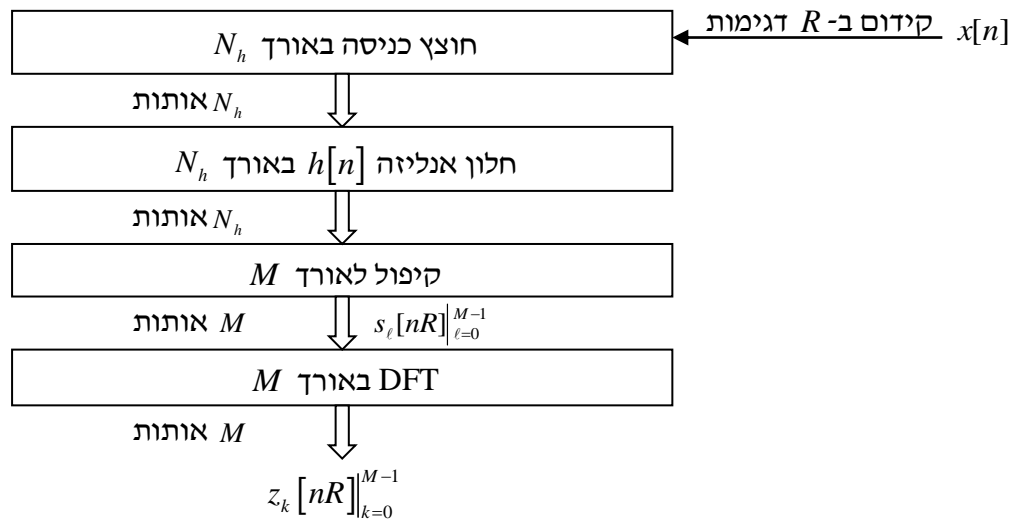 חוצץ כניסה באורך N_h
קידום ב- R דגימות
x[n]
N_h אותות
חלון אנליזה h[n] באורך N_h
N_h אותות
קיפול לאורך M
M אותות
s_ℓ[nR]|_{ℓ=0}^{M−1}
DFT באורך M
M אותות
z_k[nR]|_{k=0}^{M−1}